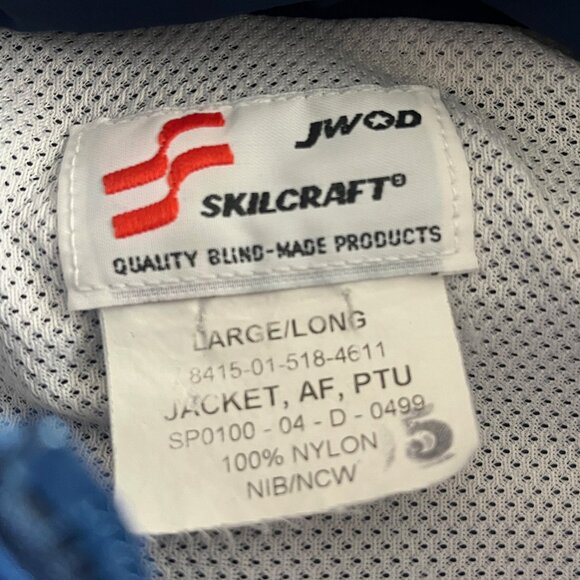 JW✪D
SKILCRAFT®
QUALITY BLIND-MADE PRODUCTS
LARGE/LONG
8415-01-518-4611
JACKET, AF, PTU
SP0100 - 04 - D - 0499
100% NYLON 5
NIB/NCW